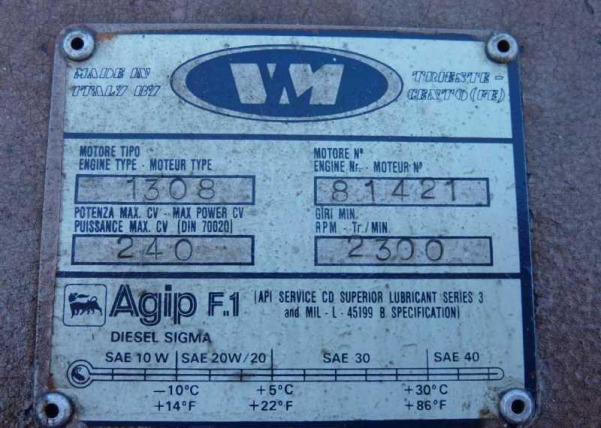 MADE IN
ITALY BY
VM
TRIESTE -
CENTO (FE)
MOTORE TIPO
ENGINE TYPE - MOTEUR TYPE
1308
MOTORE Nº
ENGINE Nr. - MOTEUR Nº
81421
POTENZA MAX. CV - MAX POWER CV
PUISSANCE MAX. CV (DIN 70020)
240
GIRI MIN.
RPM - Tr./MIN.
2300
Agip F.1
(API SERVICE CD SUPERIOR LUBRICANT SERIES 3
and MIL - L - 45199 B SPECIFICATION)
DIESEL SIGMA
SAE 10 W SAE 20W/20 SAE 30 SAE 40
-10°C +5°C +30°C
+14°F +22°F +86°F